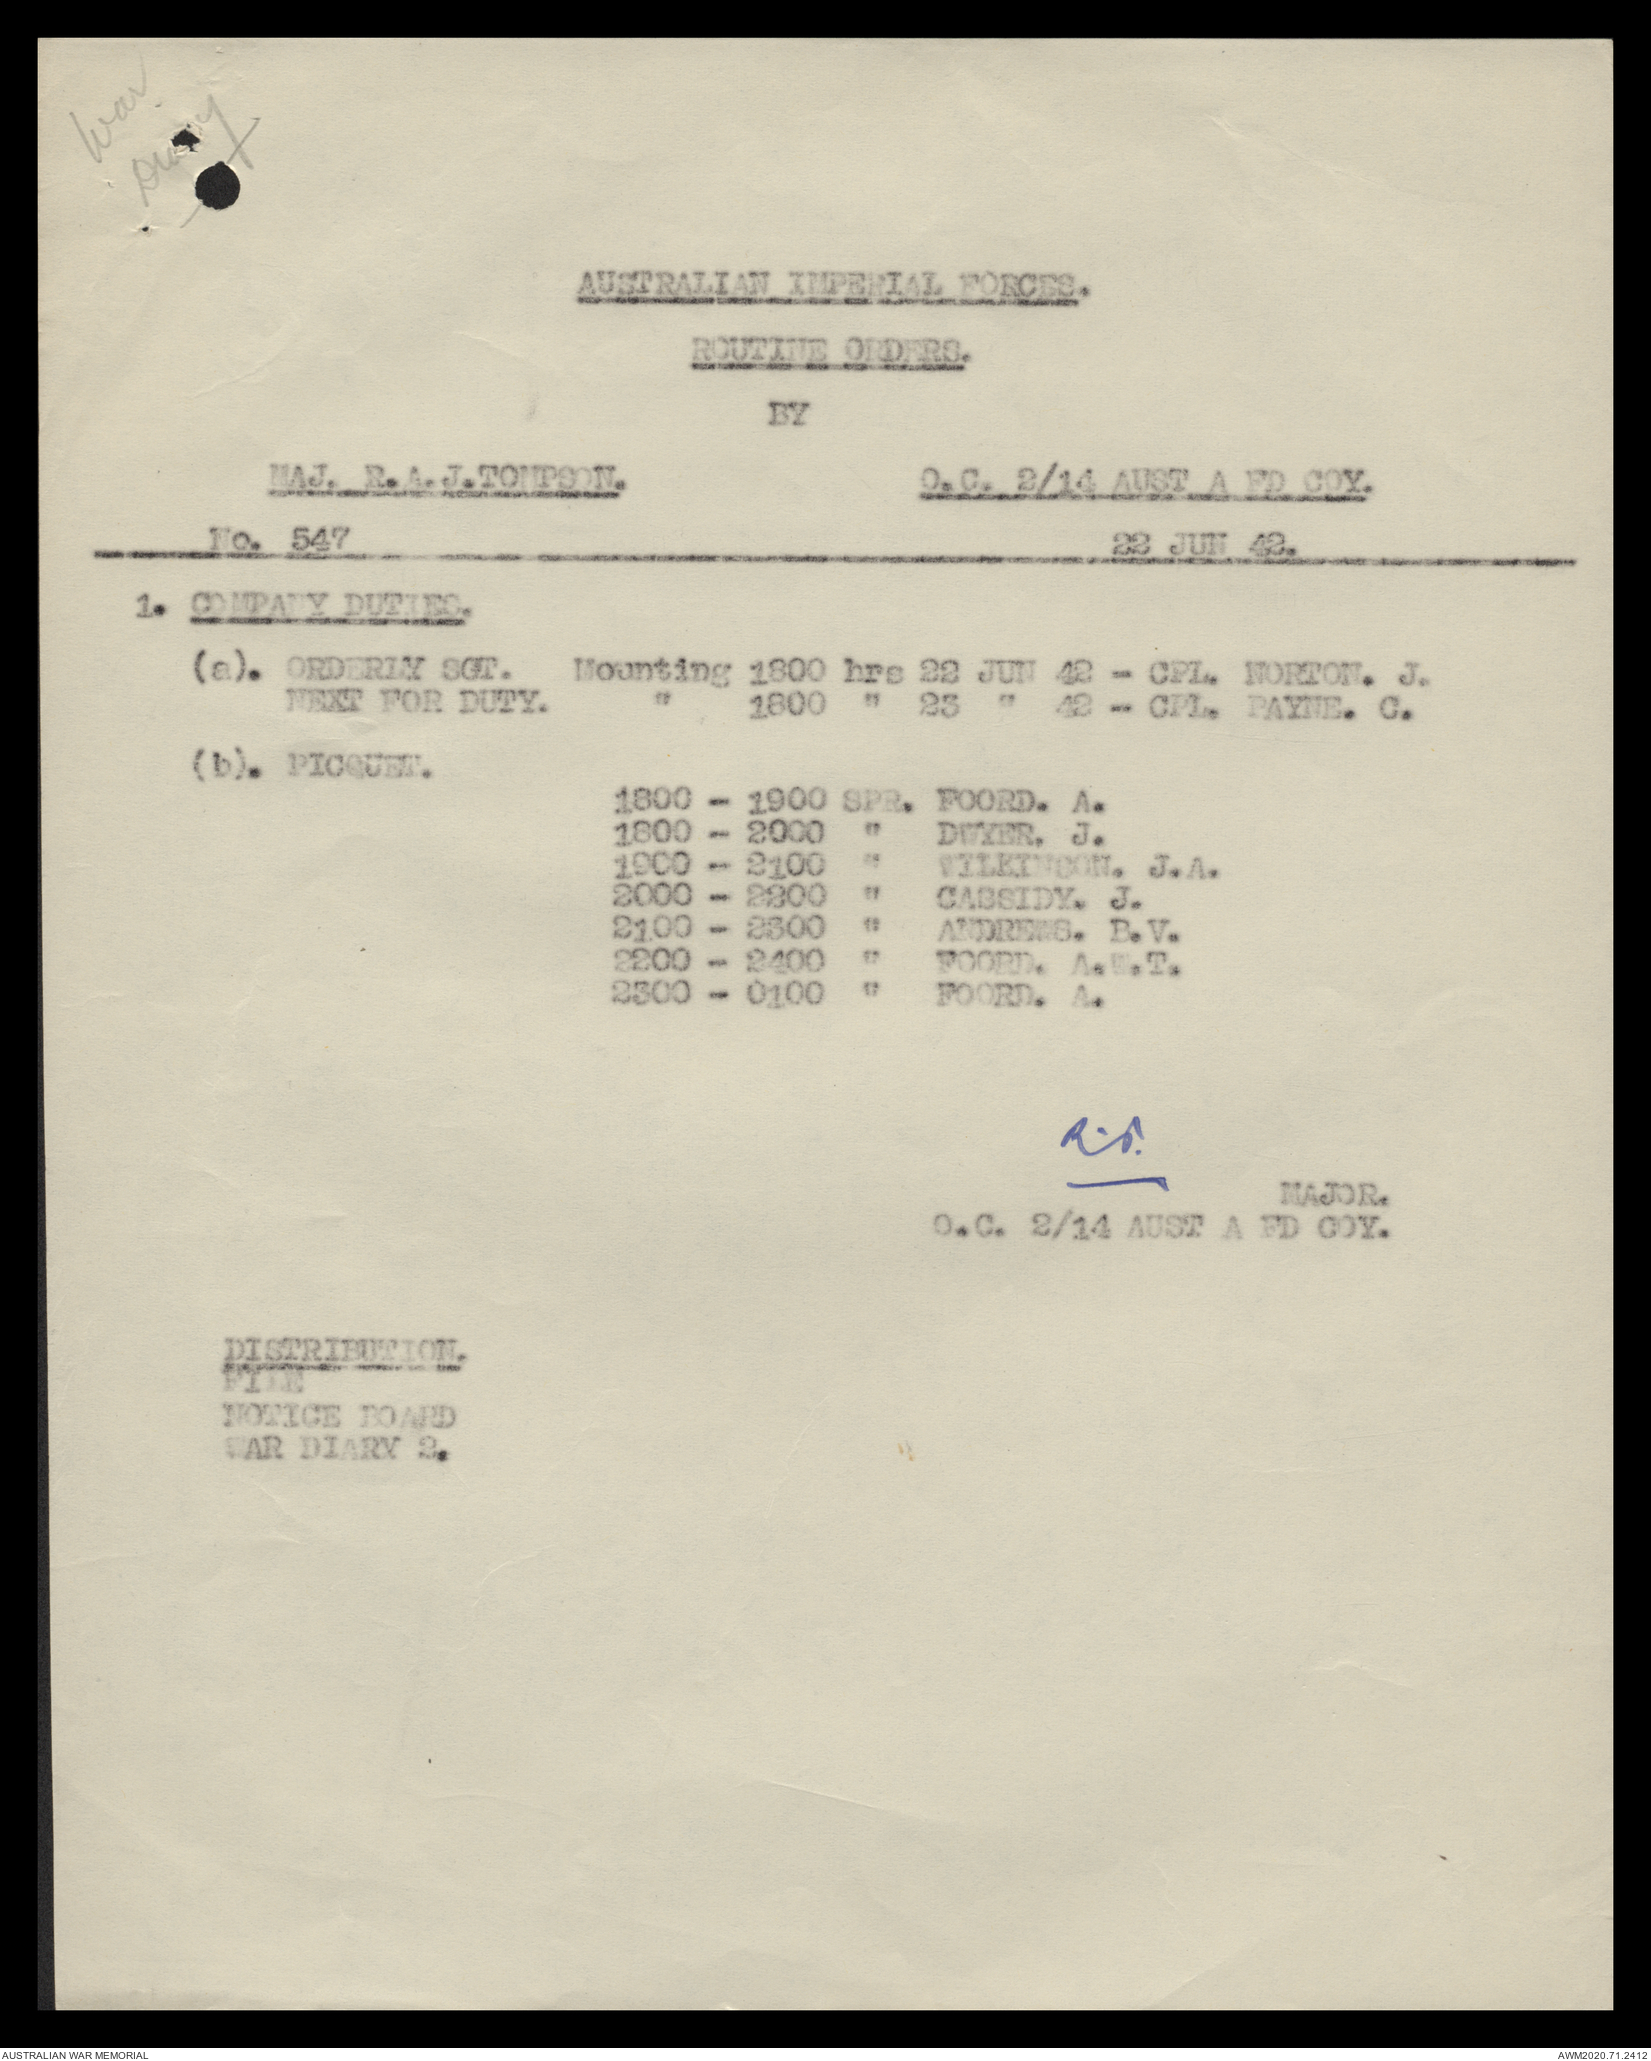 War
Diary
AUSTRALIAN IMPERIAL FORCES.
ROUTINE ORDERS.
BY
MAJ. R.A.J.TOMPSON. O.C. 2/14 AUST A FD COY.
No. 547 22 JUN 42.
1. COMPANY DUTIES.
(a). ORDERLY SGT. Mounting 1800 hrs 22 JUN 42 - CPL. NORTON. J.
NEXT FOR DUTY. " 1800 " 23 " 42 - CPL. PAYNE. C.
(b). PICQUET.
1800 - 1900 SPR. FOORD. A.
1800 - 2000 " DWYER. J.
1900 - 2100 " WILKINSON. J.A.
2000 - 2200 " CASSIDY. J.
2100 - 2300 " ANDREWS. B.V.
2200 - 2400 " FOORD. A.W.T.
2300 - 0100 " FOORD. A.
R.T.
MAJOR.
O.C. 2/14 AUST A FD COY.
DISTRIBUTION.
FILE
NOTICE BOARD
WAR DIARY 2.
AUSTRALIAN WAR MEMORIAL AWM2020.71.2412